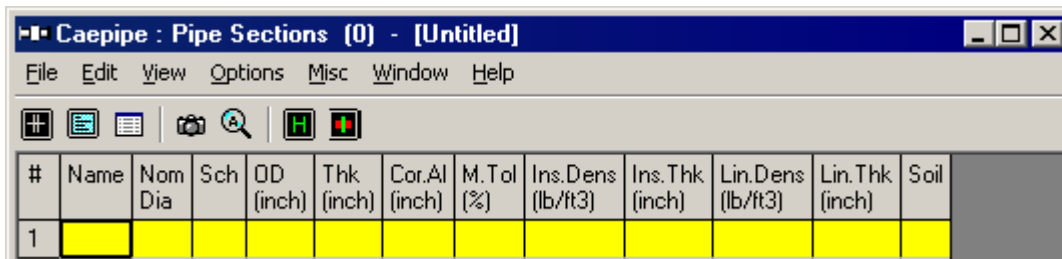 Caepipe : Pipe Sections (0) - [Untitled]
File Edit View Options Misc Window Help
# Name Nom Dia Sch OD (inch) Thk (inch) Cor.Al (inch) M.Tol (%) Ins.Dens (lb/ft3) Ins.Thk (inch) Lin.Dens (lb/ft3) Lin.Thk (inch) Soil
1